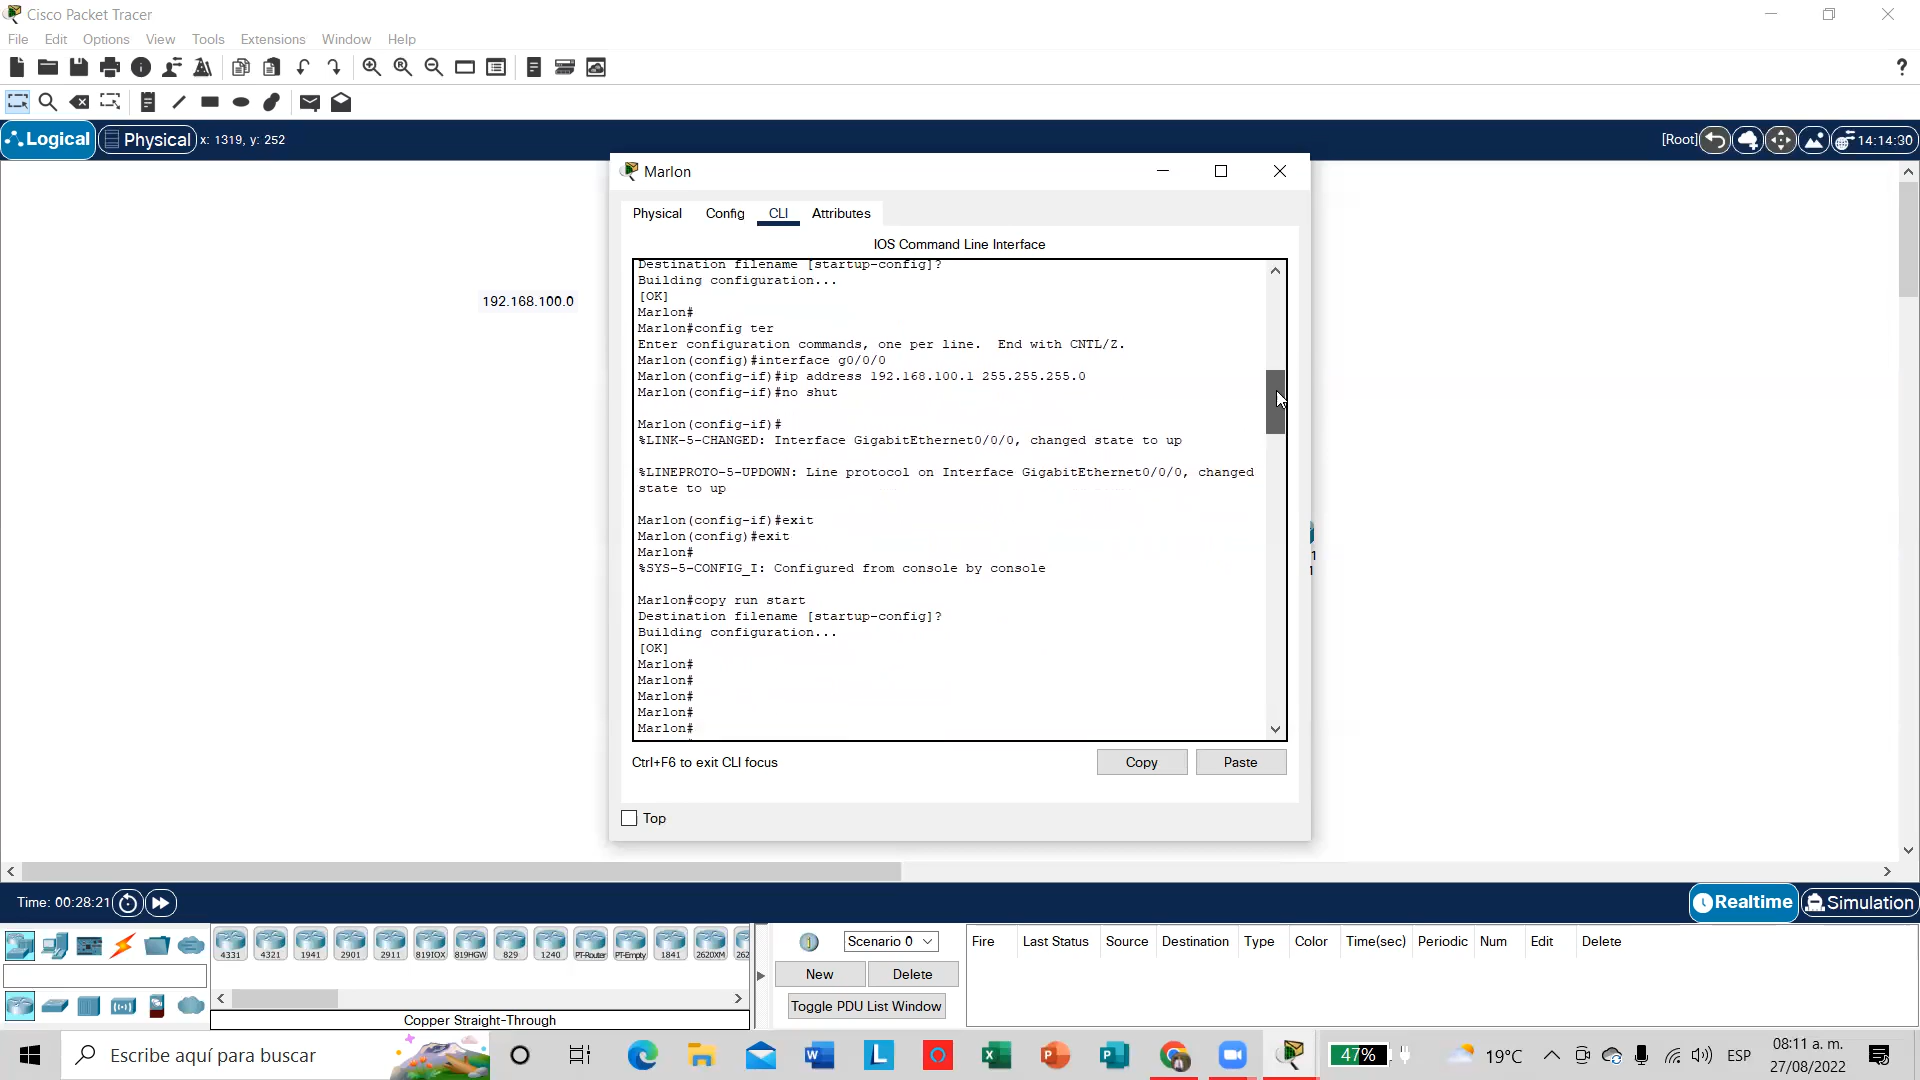 Cisco Packet Tracer
File Edit Options View Tools Extensions Window Help
?
Logical Physical x: 1319, y: 252
[Root] 14:14:30
Marlon
Physical Config CLI Attributes
IOS Command Line Interface
192.168.100.0
Destination filename [startup-config]?
Building configuration...
[OK]
Marlon#
Marlon#config ter
Enter configuration commands, one per line.  End with CNTL/Z.
Marlon(config)#interface g0/0/0
Marlon(config-if)#ip address 192.168.100.1 255.255.255.0
Marlon(config-if)#no shut
Marlon(config-if)#
%LINK-5-CHANGED: Interface GigabitEthernet0/0/0, changed state to up
%LINEPROTO-5-UPDOWN: Line protocol on Interface GigabitEthernet0/0/0, changed
state to up
Marlon(config-if)#exit
Marlon(config)#exit
Marlon#
%SYS-5-CONFIG_I: Configured from console by console
Marlon#copy run start
Destination filename [startup-config]?
Building configuration...
[OK]
Marlon#
Marlon#
Marlon#
Marlon#
Marlon#
1
1
Ctrl+F6 to exit CLI focus
Copy Paste
Top
Time: 00:28:21
Realtime Simulation
4331 4321 1941 2901 2911 819IOX 819HGW 829 1240 PT-Router PT-Empty 1841 2620XM 262
Copper Straight-Through
Scenario 0
New Delete
Toggle PDU List Window
Fire Last Status Source Destination Type Color Time(sec) Periodic Num Edit Delete
Escribe aquí para buscar
47% 19°C ESP
08:11 a. m.
27/08/2022